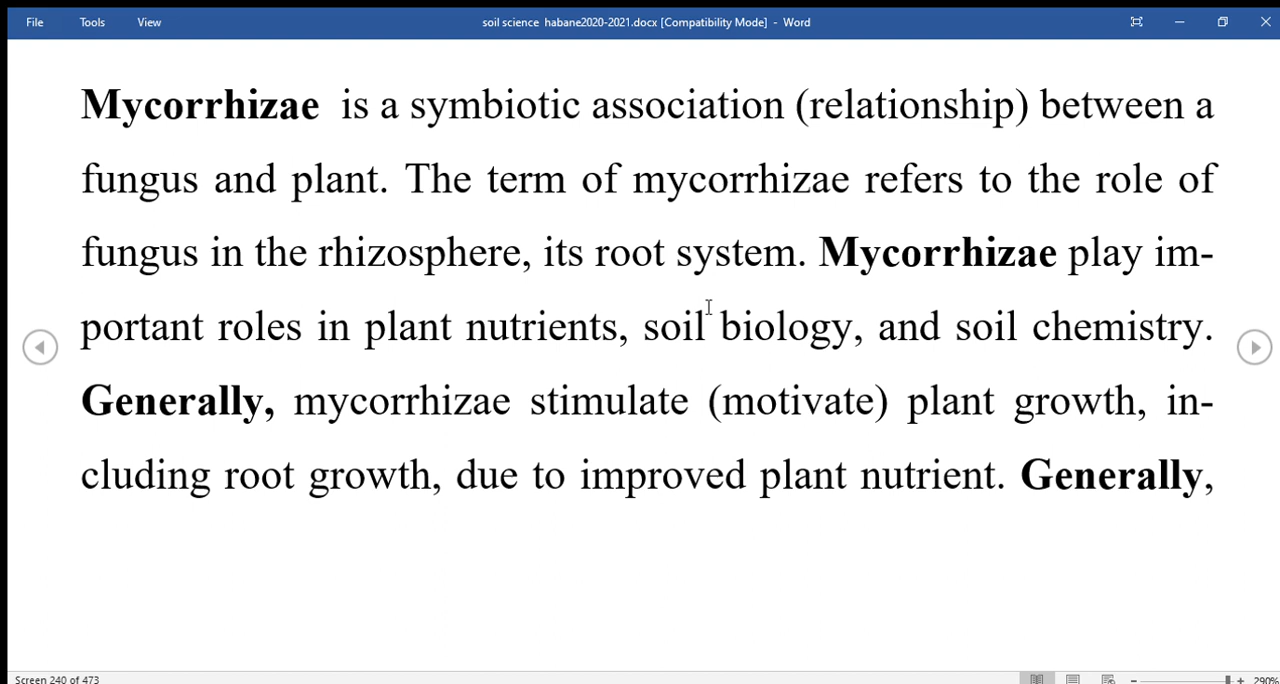 File Tools View soil science habane2020-2021.docx [Compatibility Mode] - Word
Mycorrhizae is a symbiotic association (relationship) between a
fungus and plant. The term of mycorrhizae refers to the role of
fungus in the rhizosphere, its root system. Mycorrhizae play im-
portant roles in plant nutrients, soil biology, and soil chemistry.
Generally, mycorrhizae stimulate (motivate) plant growth, in-
cluding root growth, due to improved plant nutrient. Generally,
Screen 240 of 473 290%